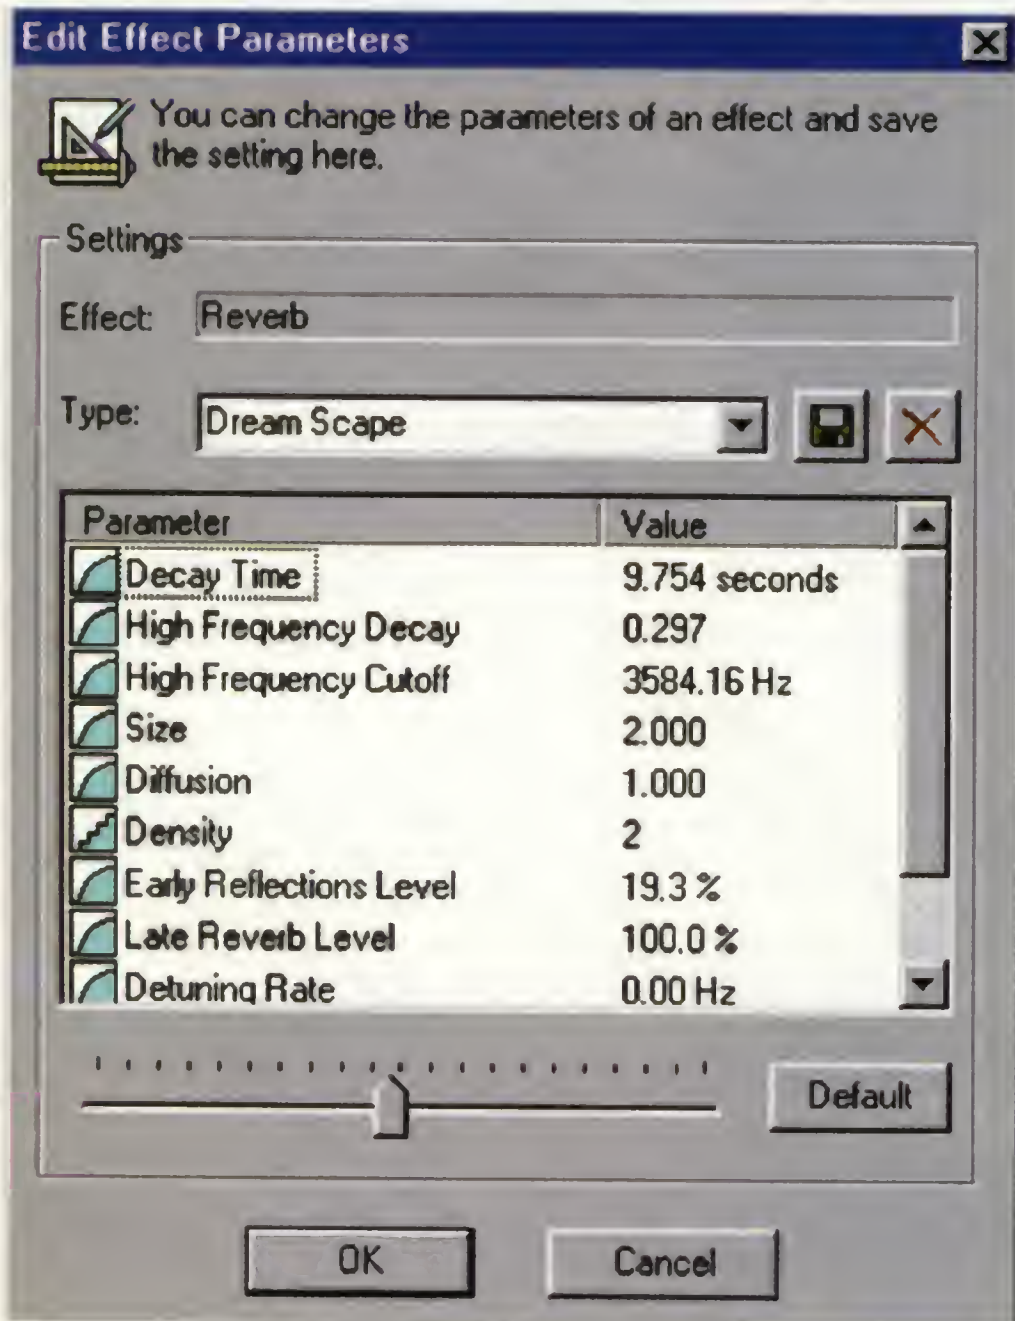 Edit Effect Parameters
You can change the parameters of an effect and save
the setting here.
Settings
Effect: Reverb
Type: Dream Scape
Parameter Value
Decay Time 9.754 seconds
High Frequency Decay 0.297
High Frequency Cutoff 3584.16 Hz
Size 2.000
Diffusion 1.000
Density 2
Early Reflections Level 19.3 %
Late Reverb Level 100.0 %
Detuning Rate 0.00 Hz
Default
OK Cancel